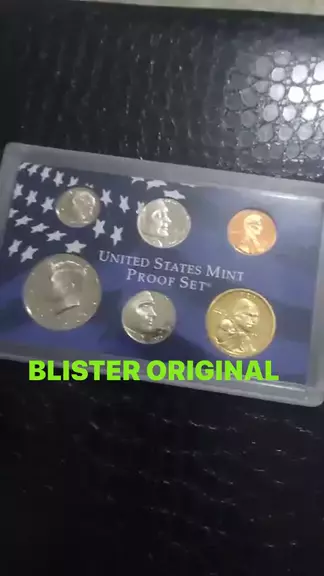 UNITED STATES MINT
PROOF SET®
BLISTER ORIGINAL